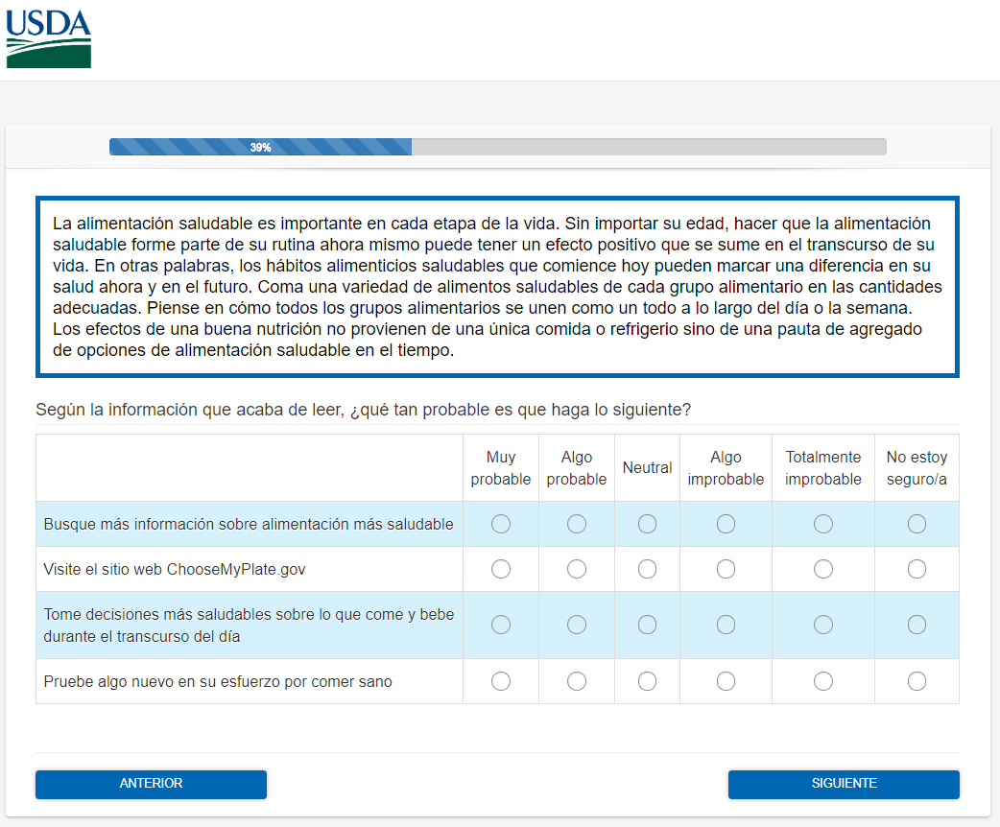 USDA
39%
La alimentación saludable es importante en cada etapa de la vida. Sin importar su edad, hacer que la alimentación
saludable forme parte de su rutina ahora mismo puede tener un efecto positivo que se sume en el transcurso de su
vida. En otras palabras, los hábitos alimenticios saludables que comience hoy pueden marcar una diferencia en su
salud ahora y en el futuro. Coma una variedad de alimentos saludables de cada grupo alimentario en las cantidades
adecuadas. Piense en cómo todos los grupos alimentarios se unen como un todo a lo largo del día o la semana.
Los efectos de una buena nutrición no provienen de una única comida o refrigerio sino de una pauta de agregado
de opciones de alimentación saludable en el tiempo.
Según la información que acaba de leer, ¿qué tan probable es que haga lo siguiente?
Muy probable
Algo probable
Neutral
Algo improbable
Totalmente improbable
No estoy seguro/a
Busque más información sobre alimentación más saludable
Visite el sitio web ChooseMyPlate.gov
Tome decisiones más saludables sobre lo que come y bebe
durante el transcurso del día
Pruebe algo nuevo en su esfuerzo por comer sano
ANTERIOR
SIGUIENTE